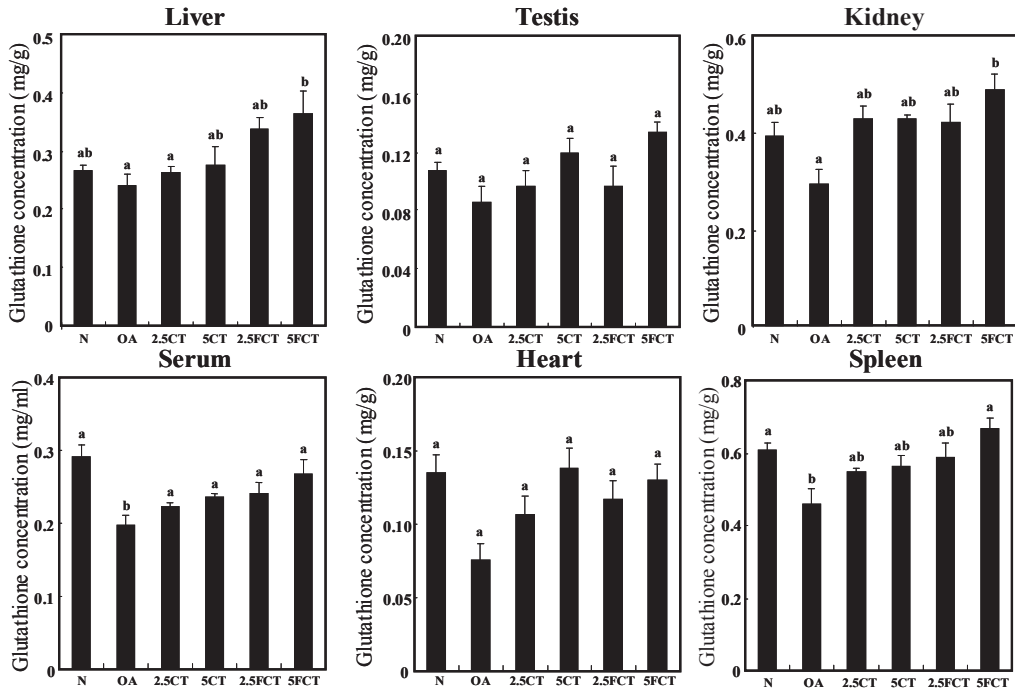 Liver
Glutathione concentration (mg/g)
0.5
0.4
0.3
0.2
0.1
0
ab
a
a
ab
ab
b
N
OA
2.5CT
5CT
2.5FCT
5FCT
Testis
Glutathione concentration (mg/g)
0.20
0.16
0.12
0.08
0.04
0
a
a
a
a
a
a
N
OA
2.5CT
5CT
2.5FCT
5FCT
Kidney
Glutathione concentration (mg/g)
0.6
0.4
0.2
0
ab
a
ab
ab
ab
b
N
OA
2.5CT
5CT
2.5FCT
5FCT
Serum
Glutathione concentration (mg/ml)
0.4
0.3
0.2
0.1
0
a
b
a
a
a
a
N
OA
2.5CT
5CT
2.5FCT
5FCT
Heart
Glutathione concentration (mg/g)
0.20
0.15
0.10
0.05
0
a
a
a
a
a
a
N
OA
2.5CT
5CT
2.5FCT
5FCT
Spleen
Glutathione concentration (mg/g)
0.8
0.6
0.4
0.2
0
a
b
ab
ab
ab
a
N
OA
2.5CT
5CT
2.5FCT
5FCT